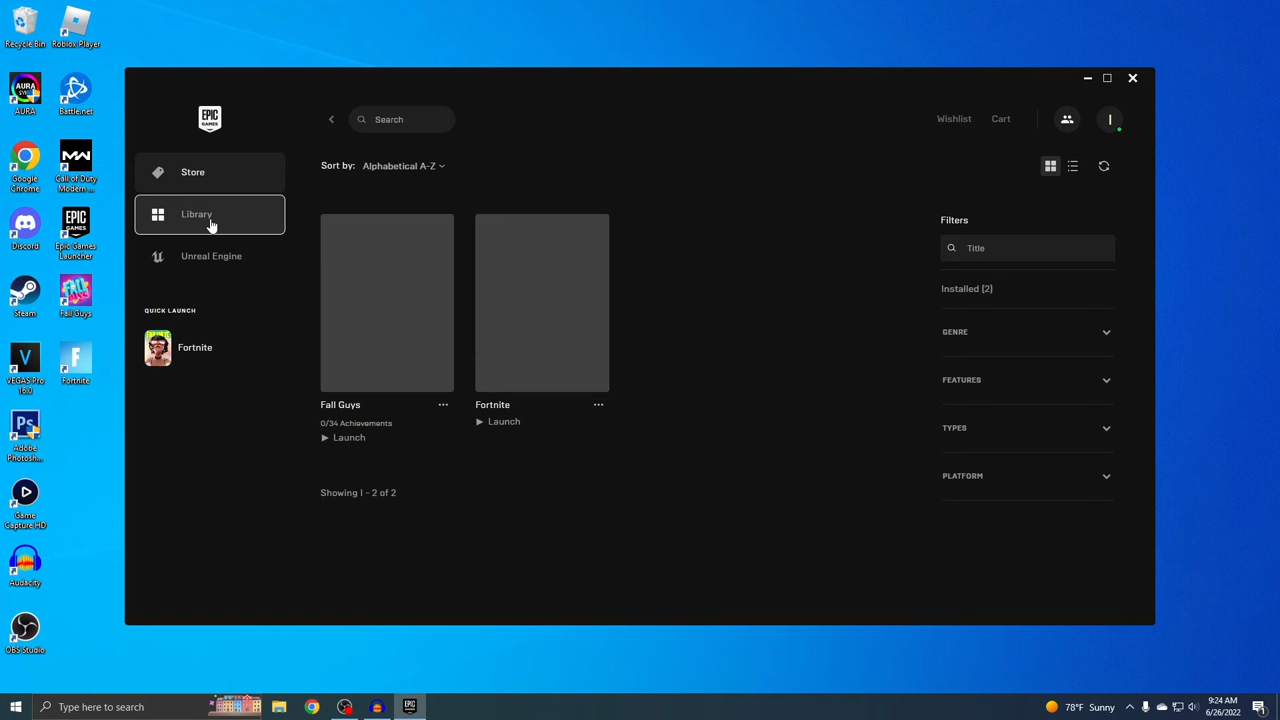 Recycle Bin
Roblox Player
AURA
Battle.net
Google Chrome
Call of Duty Modern ...
Discord
Epic Games Launcher
Steam
Fall Guys
VEGAS Pro 16.0
Fortnite
Adobe Photosh...
Game Capture HD
Audacity
OBS Studio
EPIC GAMES
Search
Wishlist
Cart
I
Store
Library
Unreal Engine
QUICK LAUNCH
Fortnite
Sort by: Alphabetical A-Z
Fall Guys
0/34 Achievements
Launch
Fortnite
Launch
Showing 1 - 2 of 2
Filters
Title
Installed (2)
GENRE
FEATURES
TYPES
PLATFORM
Type here to search
78°F Sunny
9:24 AM
6/26/2022
1